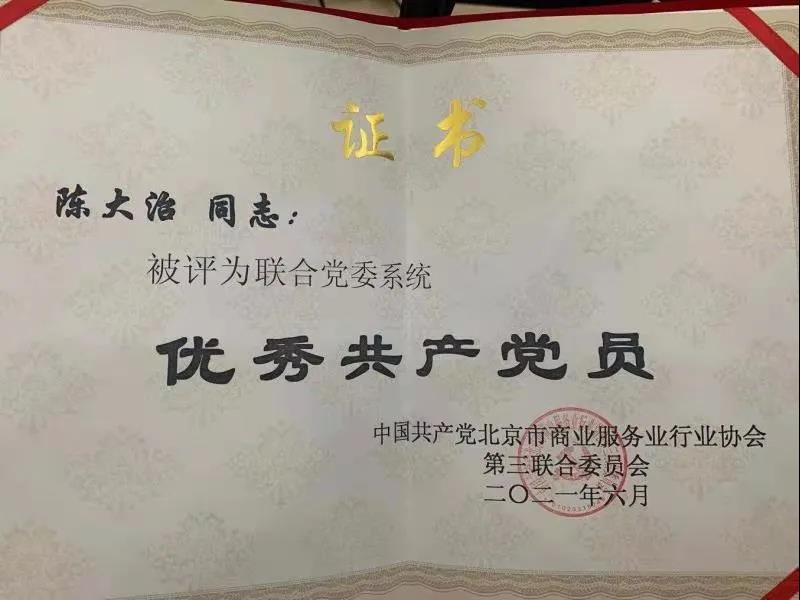 证书
陈大治 同志：
被评为联合党委系统
优秀共产党员
中国共产党北京市商业服务业行业协会
第三联合委员会
二〇二一年六月